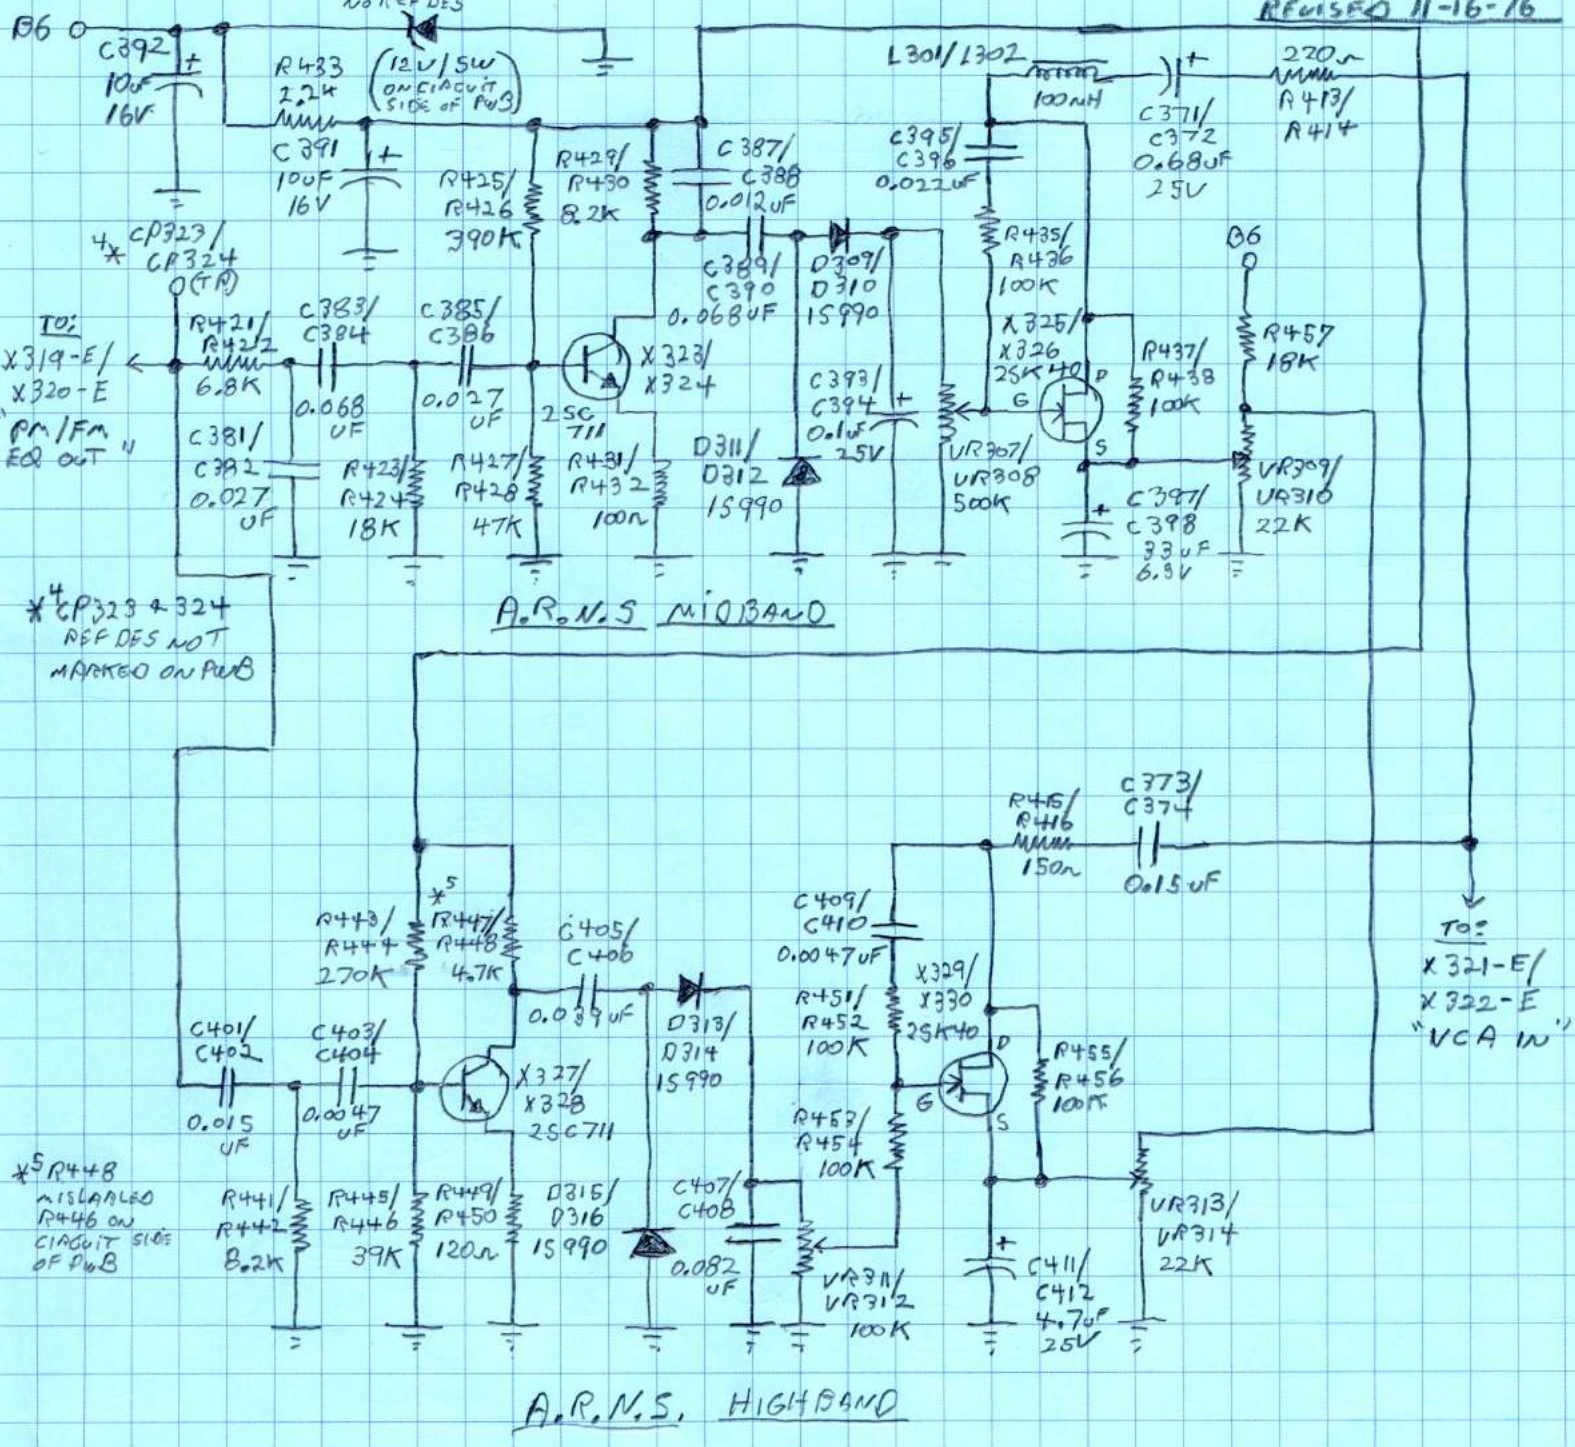 NO REF DES
REVISED 11-16-16
B6
C392
10uF
16V
R433
2.2K
(12V/5W
ON CIRCUIT
SIDE OF PWB)
C391
10uF
16V
R425/
R426
390K
R429/
R430
8.2K
C387/
C388
0.012uF
L301/L302
100mH
C371/
C372
0.68uF
25V
220Ω
R413/
R414
C395/
C396
0.022uF
R435/
R436
100K
4* CP323/
CP324
(TP)
TO:
X319-E/
X320-E
"PM/FM
EQ OUT"
R421/
R422
6.8K
C383/
C384
0.068
uF
C385/
C386
0.027
uF
C381/
C382
0.027
uF
R423/
R424
18K
R427/
R428
47K
2SC
711
X323/
X324
R431/
R432
100Ω
C389/
C390
0.068uF
D309/
D310
1S990
D311/
D312
1S990
C393/
C394
0.1uF
25V
VR307/
VR308
500K
X325/
X326
2SK40
D
G
S
R437/
R438
100K
B6
R457
18K
VR309/
VR310
22K
C397/
C398
33uF
6.3V
A.R.N.S MIDBAND
*4 CP323 & 324
REF DES NOT
MARKED ON PWB
R443/
R444
270K
*5
R447/
R448
4.7K
C405/
C406
0.039uF
D313/
D314
1S990
C401/
C402
0.015
uF
C403/
C404
0.0047
uF
X327/
X328
2SC711
*5 R448
MISLABLED
R446 ON
CIRCUIT SIDE
OF PWB
R441/
R442
8.2K
R445/
R446
39K
R449/
R450
120Ω
D315/
D316
1S990
C407/
C408
0.082
uF
VR311/
VR312
100K
C409/
C410
0.0047uF
R451/
R452
100K
R453/
R454
100K
X329/
X330
2SK40
D
G
S
R415/
R416
150Ω
C373/
C374
0.15uF
R455/
R456
100K
VR313/
VR314
22K
C411/
C412
4.7uF
25V
TO:
X321-E/
X322-E
"VCA IN"
A.R.N.S. HIGHBAND